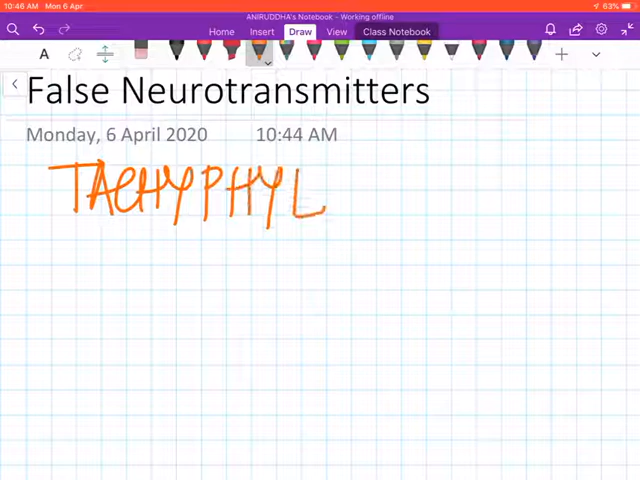 10:46 AM Mon 6 Apr 63%
ANIRUDDHA's Notebook - Working offline
Home Insert Draw View Class Notebook
A
False Neurotransmitters
Monday, 6 April 2020 10:44 AM
TACHYPHYL